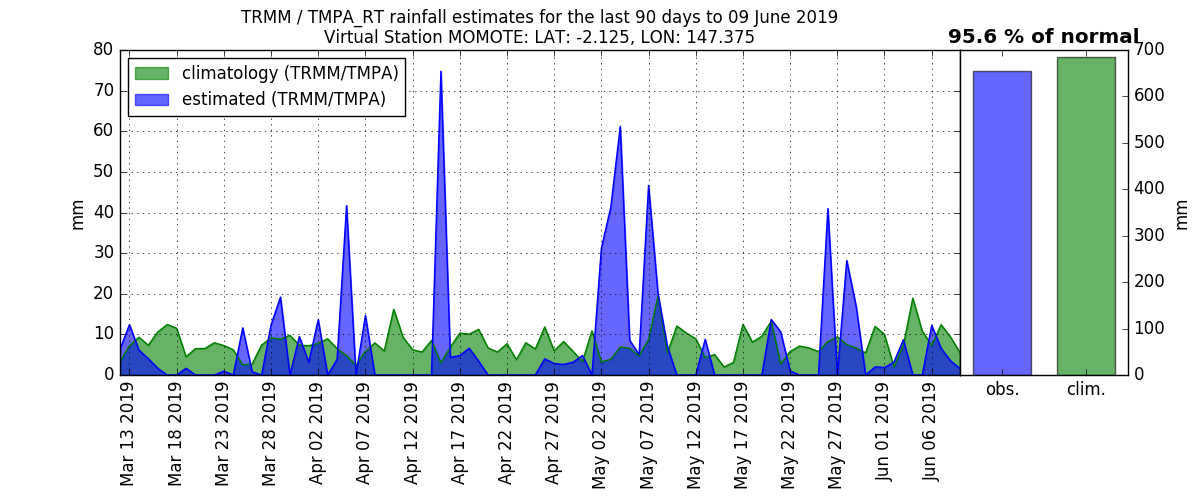 TRMM / TMPA_RT rainfall estimates for the last 90 days to 09 June 2019
Virtual Station MOMOTE: LAT: -2.125, LON: 147.375
95.6 % of normal
climatology (TRMM/TMPA)
estimated (TRMM/TMPA)
80
70
60
50
40
30
20
10
0
mm
Mar 13 2019
Mar 18 2019
Mar 23 2019
Mar 28 2019
Apr 02 2019
Apr 07 2019
Apr 12 2019
Apr 17 2019
Apr 22 2019
Apr 27 2019
May 02 2019
May 07 2019
May 12 2019
May 17 2019
May 22 2019
May 27 2019
Jun 01 2019
Jun 06 2019
obs.
clim.
700
600
500
400
300
200
100
0
mm